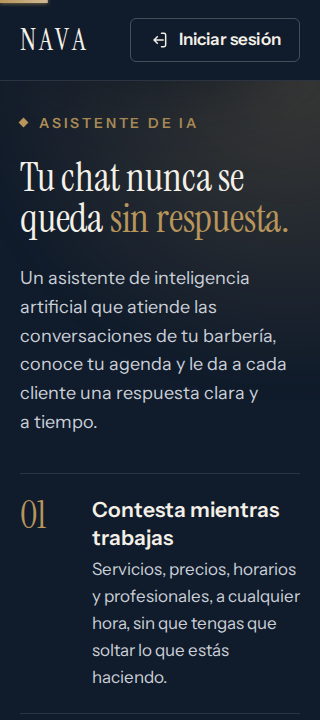 NAVA
Iniciar sesión
ASISTENTE DE IA
Tu chat nunca se
queda sin respuesta.
Un asistente de inteligencia
artificial que atiende las
conversaciones de tu barbería,
conoce tu agenda y le da a cada
cliente una respuesta clara y
a tiempo.
01
Contesta mientras
trabajas
Servicios, precios, horarios
y profesionales, a cualquier
hora, sin que tengas que
soltar lo que estás
haciendo.